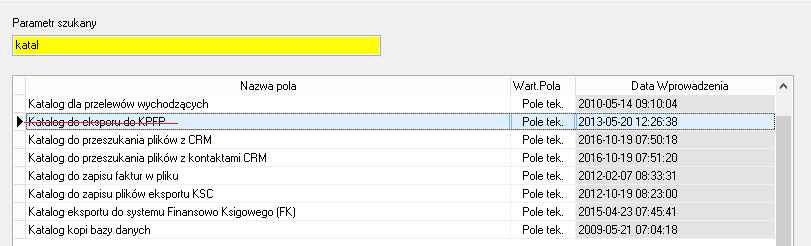 Parametr szukany
katal
Nazwa pola Wart.Pola Data Wprowadzenia
Katalog dla przelewów wychodzących Pole tek. 2010-05-14 09:10:04
Katalog do eksporu do KPFP Pole tek. 2013-05-20 12:26:38
Katalog do przeszukania plików z CRM Pole tek. 2016-10-19 07:50:18
Katalog do przeszukania plików z kontaktami CRM Pole tek. 2016-10-19 07:51:20
Katalog do zapisu faktur w pliku Pole tek. 2012-02-07 08:33:31
Katalog do zapisu plików eksportu KSC Pole tek. 2012-10-19 08:23:00
Katalog eksportu do systemu Finansowo Ksigowego (FK) Pole tek. 2015-04-23 07:45:41
Katalog kopi bazy danych Pole tek. 2009-05-21 07:04:18